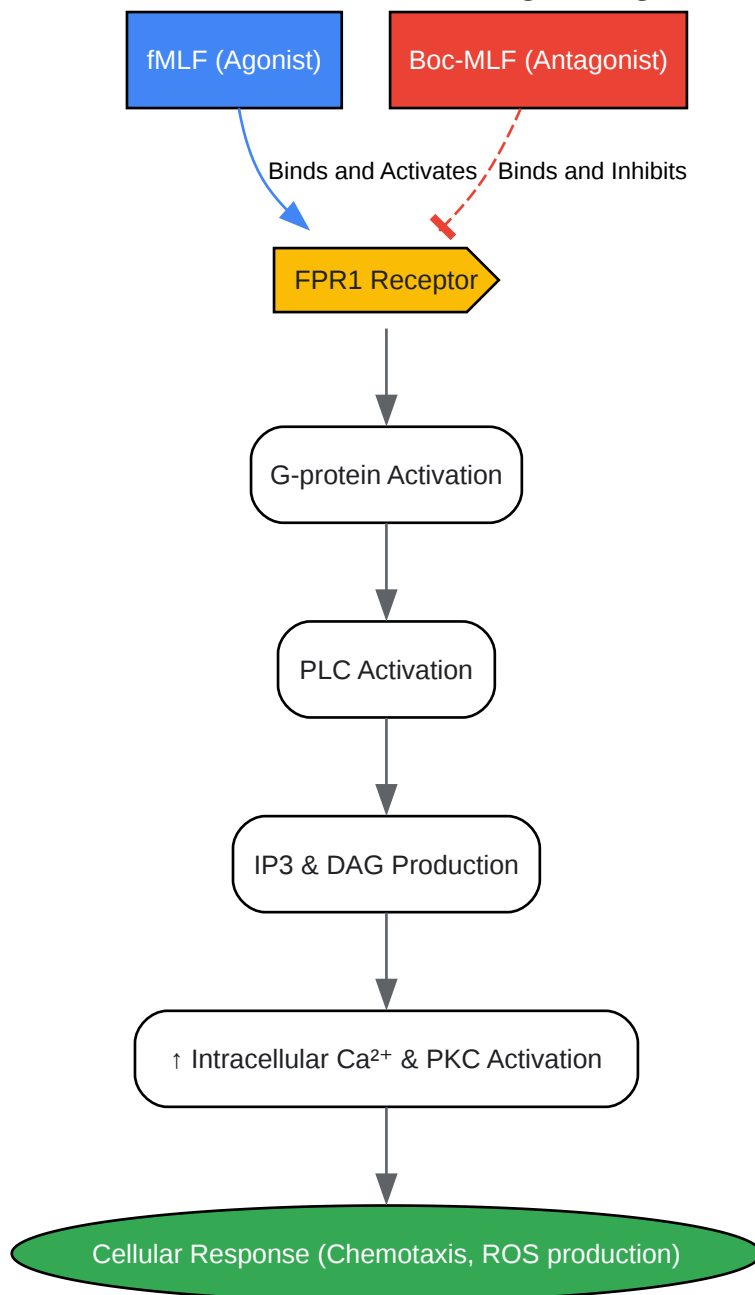 fMLF (Agonist)
Boc-MLF (Antagonist)
Binds and Activates
Binds and Inhibits
FPR1 Receptor
G-protein Activation
PLC Activation
IP3 & DAG Production
↑ Intracellular Ca²⁺ & PKC Activation
Cellular Response (Chemotaxis, ROS production)